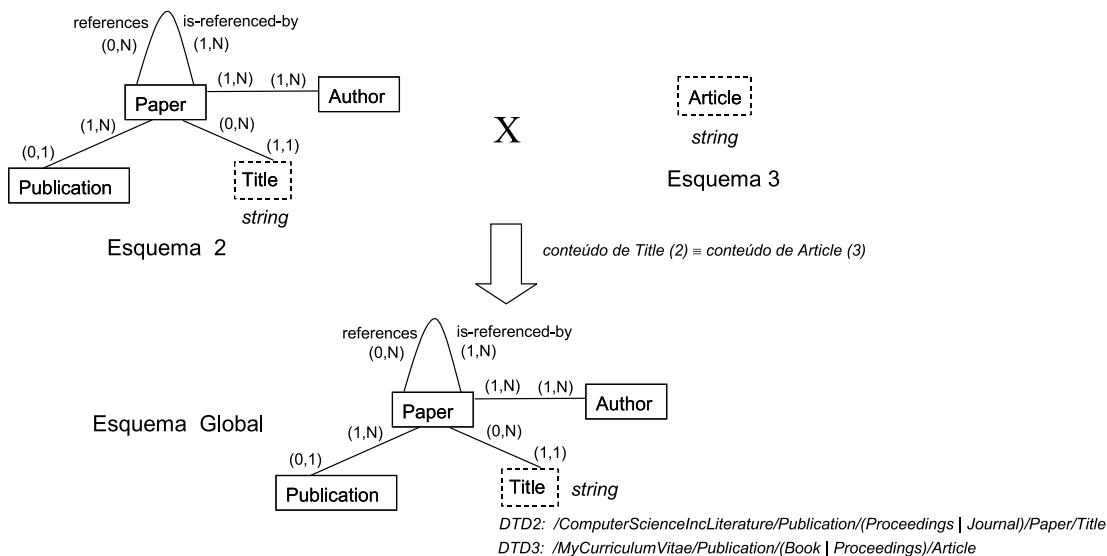 references is-referenced-by
(0,N) (1,N)
(1,N) (1,N)
Paper Author
(1,N) (0,N)
(0,1) (1,1)
Publication Title
string
Esquema 2
X
Article
string
Esquema 3
conteúdo de Title (2) ≡ conteúdo de Article (3)
references is-referenced-by
(0,N) (1,N)
(1,N) (1,N)
Paper Author
Esquema Global
(1,N) (0,N)
(0,1) (1,1)
Publication Title string
DTD2: /ComputerScienceIncLiterature/Publication/(Proceedings | Journal)/Paper/Title
DTD3: /MyCurriculumVitae/Publication/(Book | Proceedings)/Article